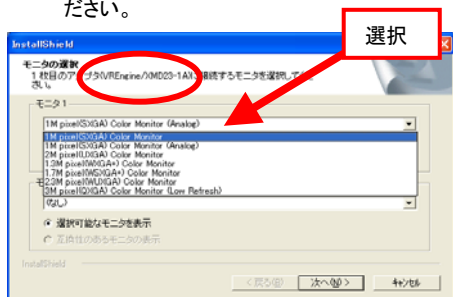 ださい。
選択
InstallShield
モニタの選択
1 枚目のアダプタ(VREngine/XMD23-1A)に接続するモニタを選択してく
さい。
モニタ 1
1M pixel(SXGA) Color Monitor (Analog)
1M pixel(SXGA) Color Monitor
1M pixel(SXGA) Color Monitor (Analog)
2M pixel(UXGA) Color Monitor
1.3M pixel(WXGA+) Color Monitor
1.7M pixel(WSXGA+) Color Monitor
2.3M pixel(WUXGA) Color Monitor
3M pixel(QXGA) Color Monitor (Low Refresh)
(なし)
選択可能なモニタを表示
互換性のあるモニタの表示
InstallShield
< 戻る(B)
次へ(N) >
キャンセル